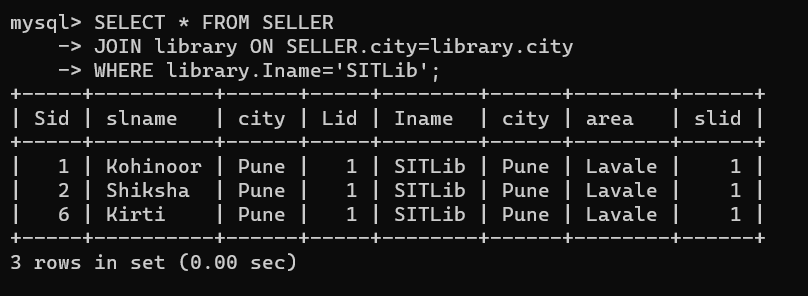 mysql> SELECT * FROM SELLER
    -> JOIN library ON SELLER.city=library.city
    -> WHERE library.Iname='SITLib';
+-----+----------+------+-----+--------+------+--------+------+
| Sid | slname   | city | Lid | Iname  | city | area   | slid |
+-----+----------+------+-----+--------+------+--------+------+
|   1 | Kohinoor | Pune |   1 | SITLib | Pune | Lavale |    1 |
|   2 | Shiksha  | Pune |   1 | SITLib | Pune | Lavale |    1 |
|   6 | Kirti    | Pune |   1 | SITLib | Pune | Lavale |    1 |
+-----+----------+------+-----+--------+------+--------+------+
3 rows in set (0.00 sec)